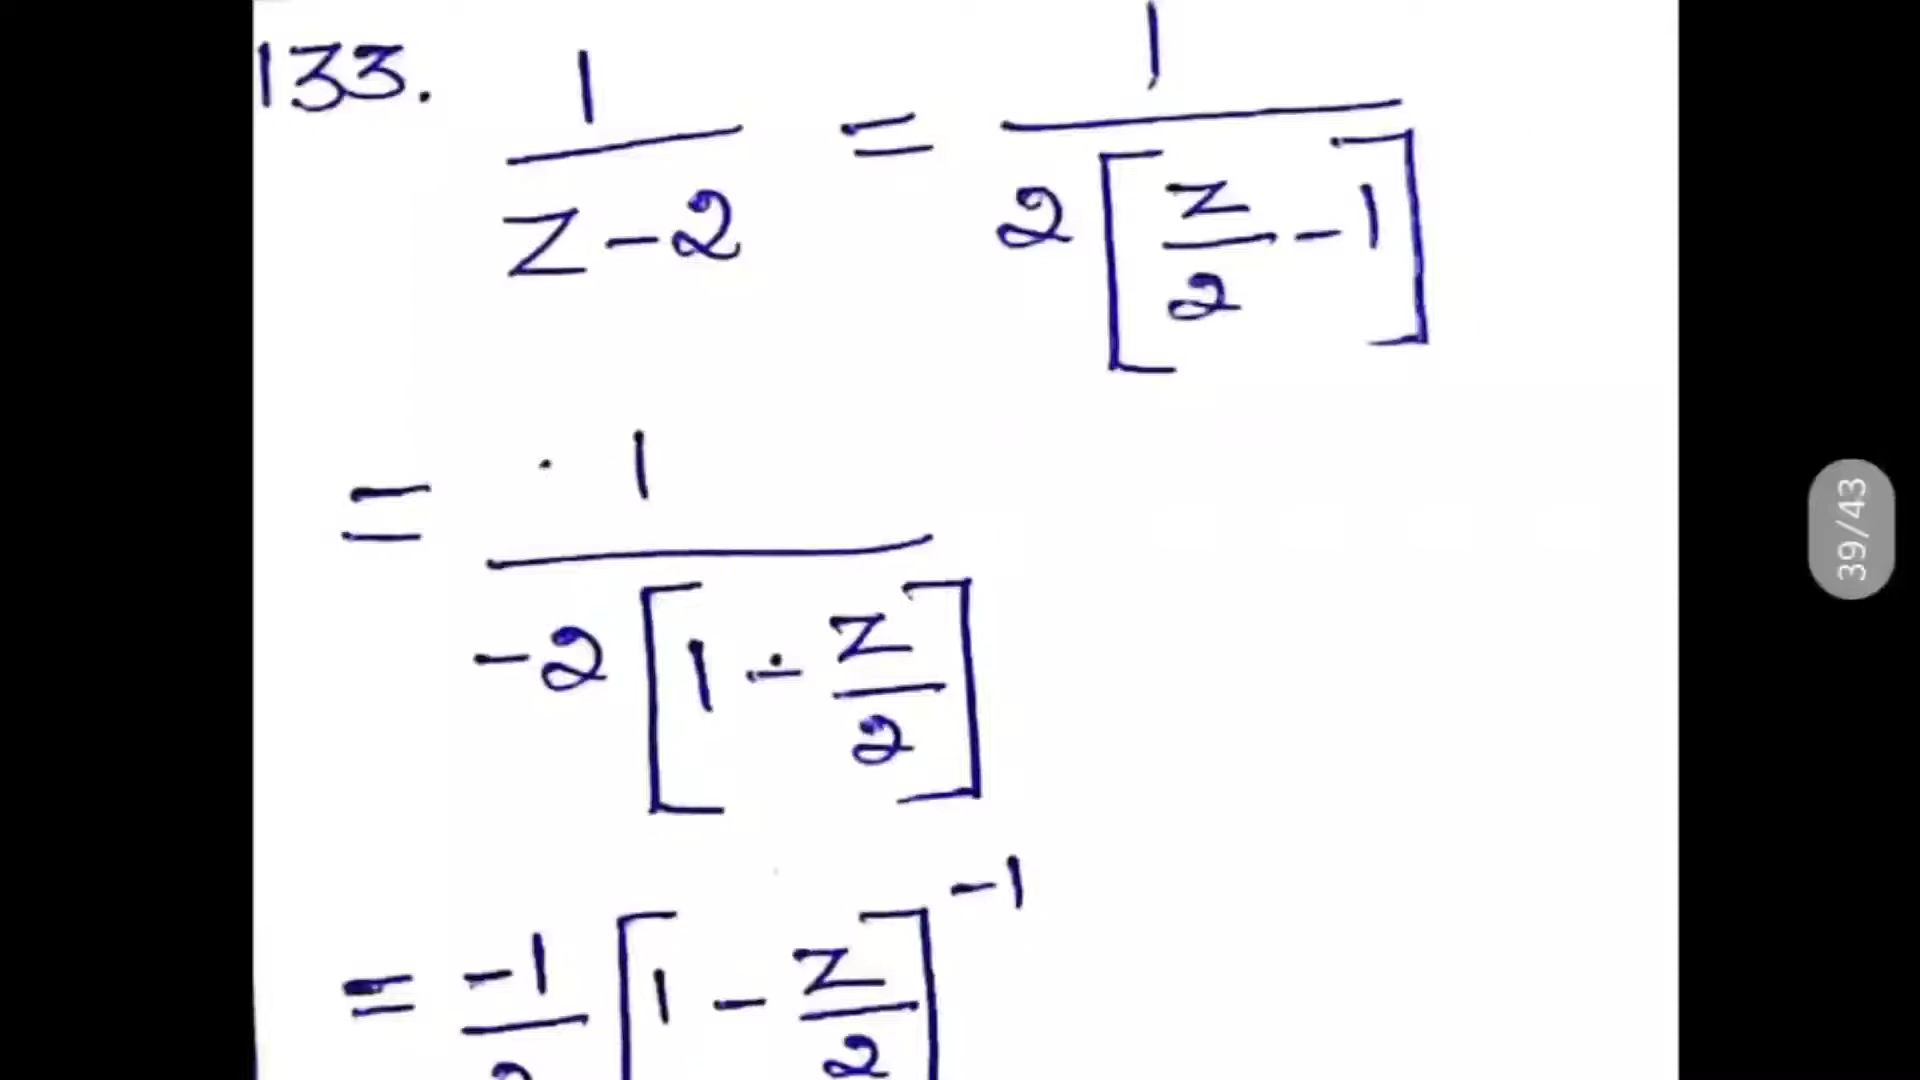 133. 1/(z-2) = 1/(2[z/2 - 1])
= 1/(-2[1 - z/2])
= -1/2 [1 - z/2]^-1
39/43